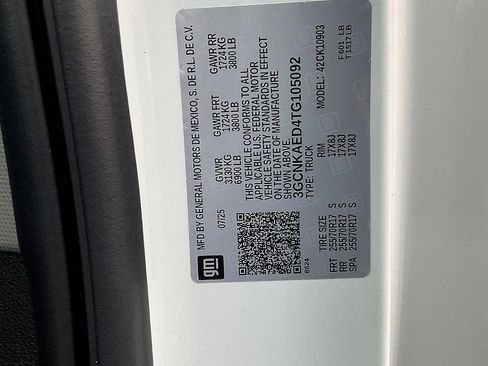 MFD BY GENERAL MOTORS DE MEXICO, S. DE R.L. DE C.V.
07/25
GVWR
3130 KG
6900 LB
GAWR FRT
1724 KG
3800 LB
GAWR RR
1724 KG
3800 LB
THIS VEHICLE CONFORMS TO ALL
APPLICABLE U.S. FEDERAL MOTOR
VEHICLE SAFETY STANDARDS IN EFFECT
ON THE DATE OF MANUFACTURE
SHOWN ABOVE.
3GCNKAED4TG105092
TYPE: TRUCK
MODEL: 42CK10903
gm
8624
TIRE SIZE RIM
FRT 255/70R17 S 17X8J
RR 255/70R17 S 17X8J
SPA 255/70R17 S 17X8J
F 601 LB
T 1517 LB